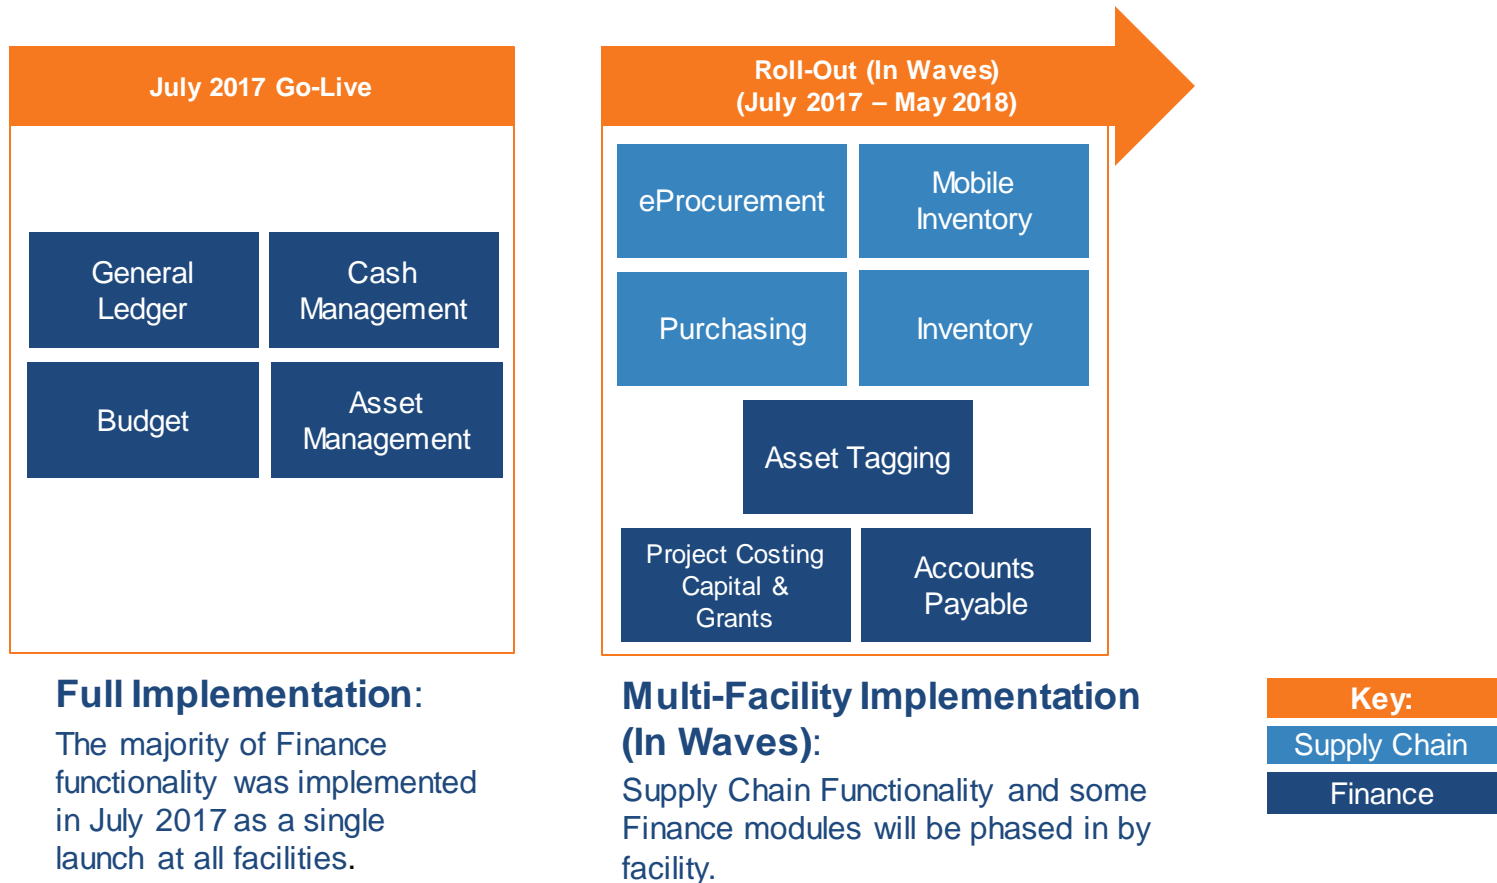 July 2017 Go-Live
General
Ledger
Cash
Management
Budget
Asset
Management
Full Implementation:
The majority of Finance
functionality was implemented
in July 2017 as a single
launch at all facilities.
Roll-Out (In Waves)
(July 2017 – May 2018)
eProcurement
Mobile
Inventory
Purchasing
Inventory
Asset Tagging
Project Costing
Capital &
Grants
Accounts
Payable
Multi-Facility Implementation
(In Waves):
Supply Chain Functionality and some
Finance modules will be phased in by
facility.
Key:
Supply Chain
Finance